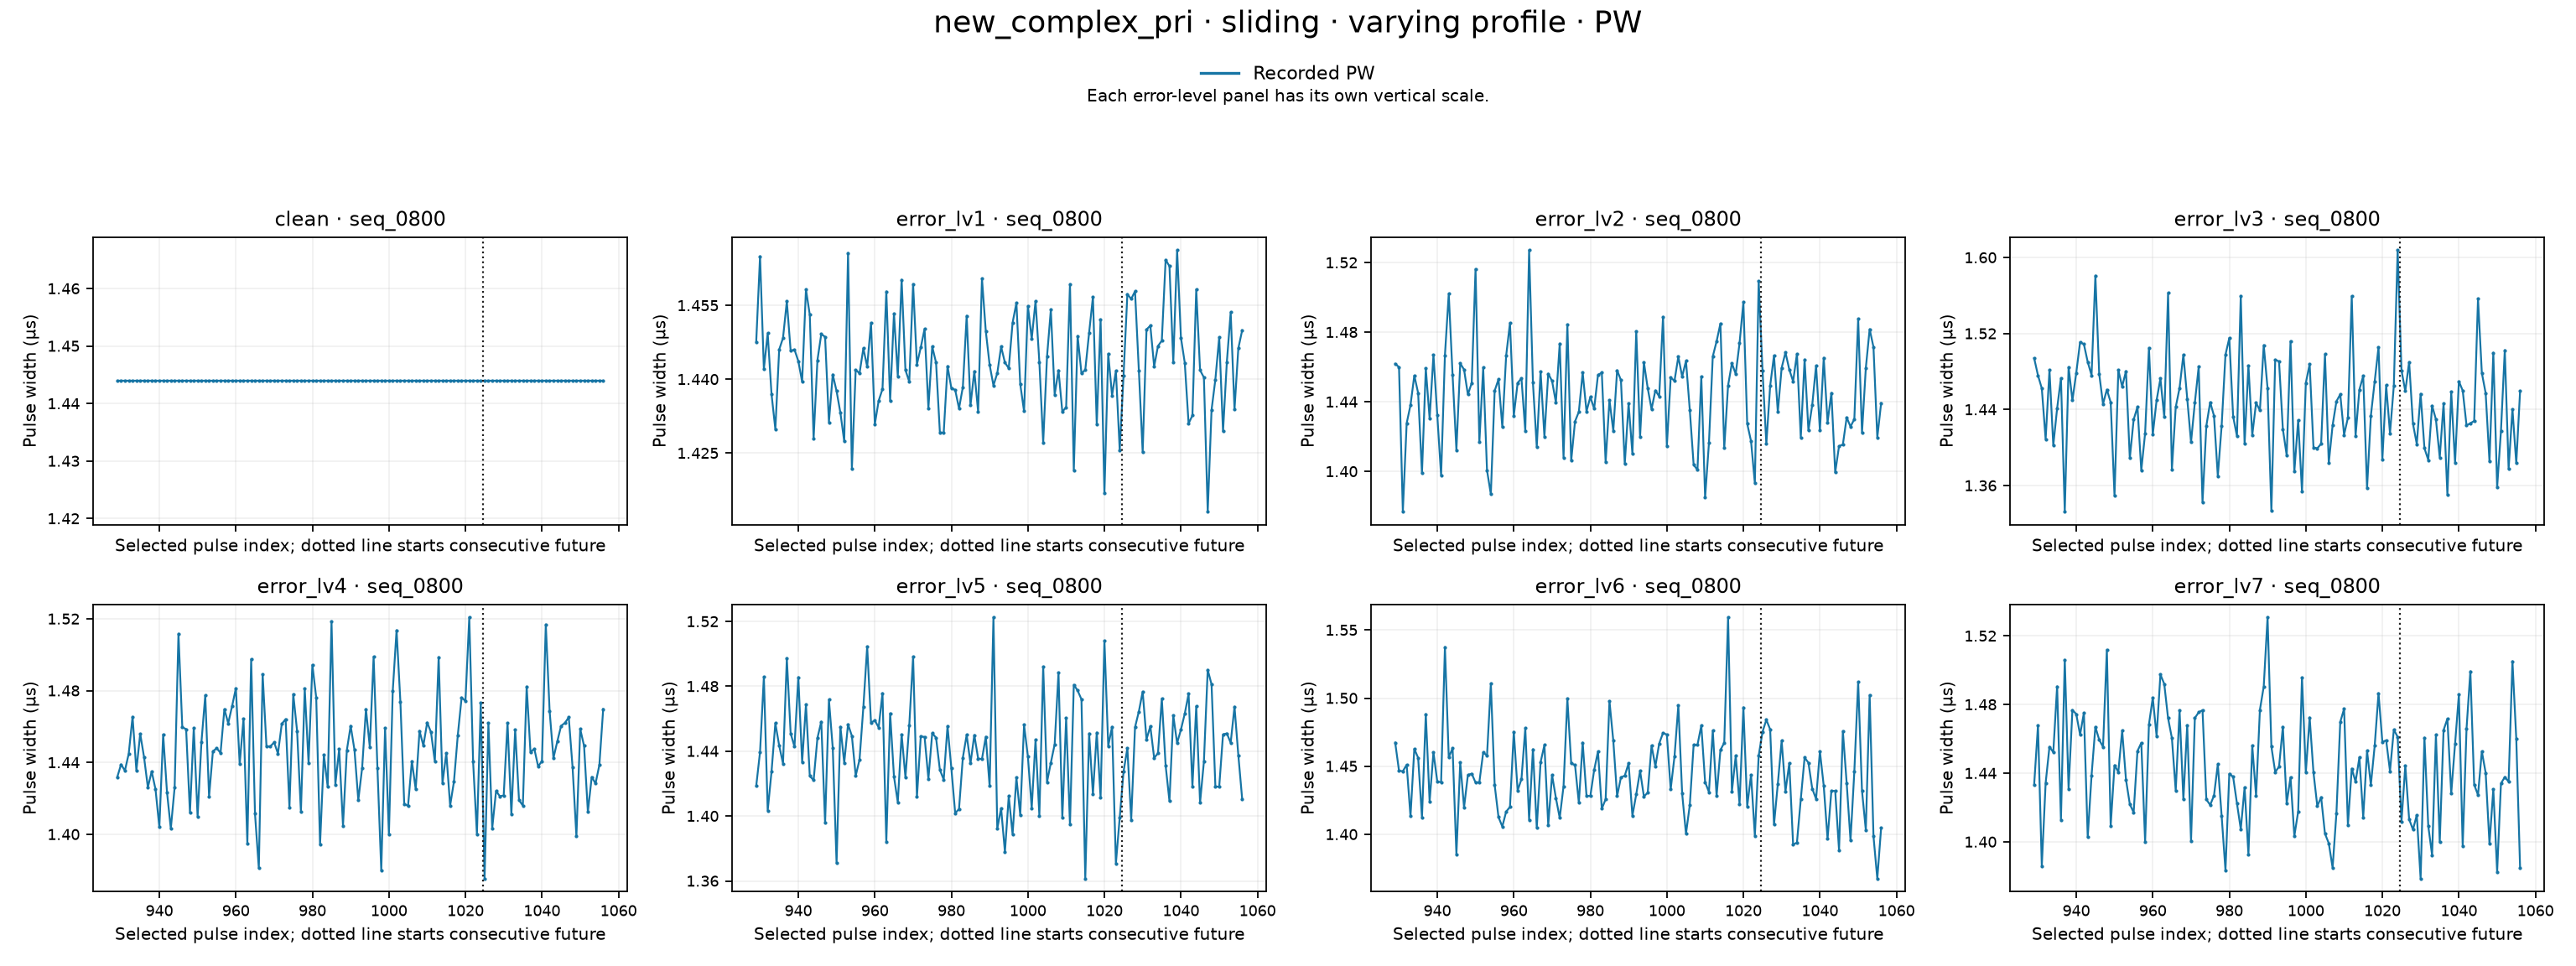 new_complex_pri · sliding · varying profile · PW
Recorded PW
Each error-level panel has its own vertical scale.
clean · seq_0800
error_lv1 · seq_0800
error_lv2 · seq_0800
error_lv3 · seq_0800
Pulse width (µs)
1.46
1.45
1.44
1.43
1.42
Pulse width (µs)
1.455
1.440
1.425
Pulse width (µs)
1.52
1.48
1.44
1.40
Pulse width (µs)
1.60
1.52
1.44
1.36
Selected pulse index; dotted line starts consecutive future
Selected pulse index; dotted line starts consecutive future
Selected pulse index; dotted line starts consecutive future
Selected pulse index; dotted line starts consecutive future
error_lv4 · seq_0800
error_lv5 · seq_0800
error_lv6 · seq_0800
error_lv7 · seq_0800
Pulse width (µs)
1.52
1.48
1.44
1.40
Pulse width (µs)
1.52
1.48
1.44
1.40
1.36
Pulse width (µs)
1.55
1.50
1.45
1.40
Pulse width (µs)
1.52
1.48
1.44
1.40
940 960 980 1000 1020 1040 1060
940 960 980 1000 1020 1040 1060
940 960 980 1000 1020 1040 1060
940 960 980 1000 1020 1040 1060
Selected pulse index; dotted line starts consecutive future
Selected pulse index; dotted line starts consecutive future
Selected pulse index; dotted line starts consecutive future
Selected pulse index; dotted line starts consecutive future